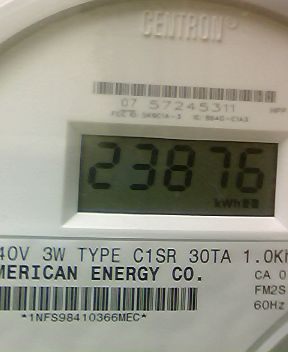 CENTRON®
07 57245311
23876
kWh
40V 3W TYPE C1SR 30TA 1.0Kh
MERICAN ENERGY CO.
CA 0
FM2S
60Hz
*1NFS98410366MEC*